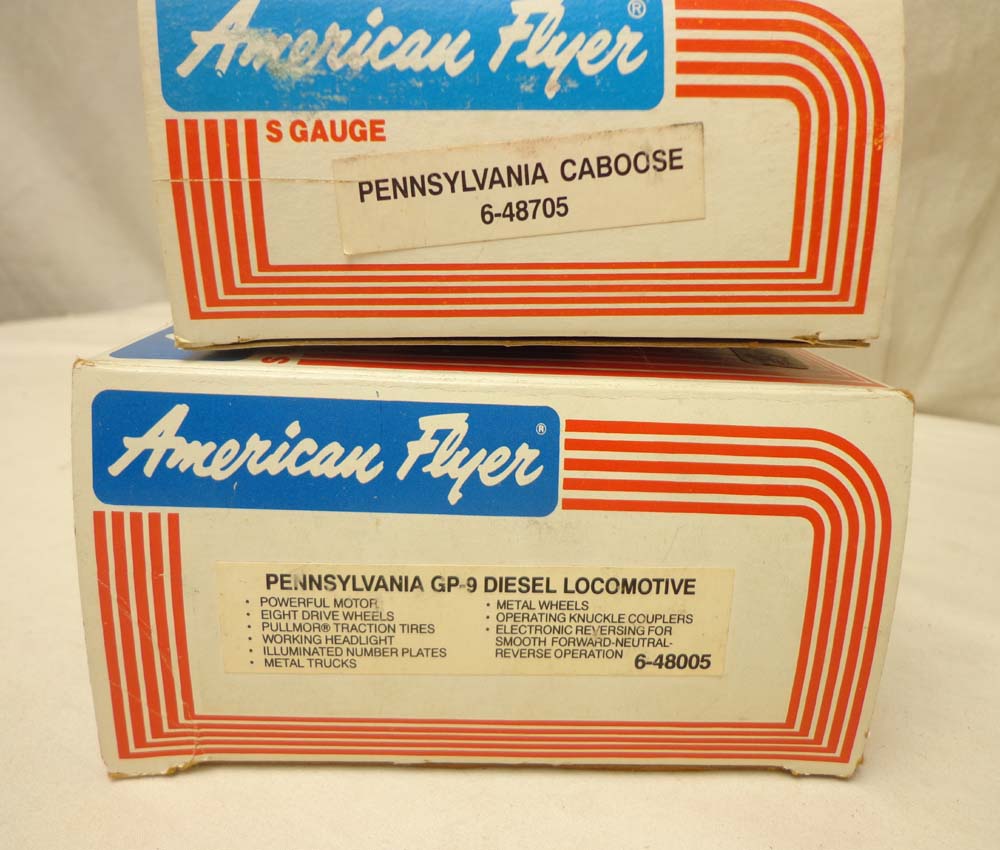 American Flyer®
S GAUGE
PENNSYLVANIA CABOOSE
6-48705
S
American Flyer®
PENNSYLVANIA GP-9 DIESEL LOCOMOTIVE
• POWERFUL MOTOR
• EIGHT DRIVE WHEELS
• PULLMOR® TRACTION TIRES
• WORKING HEADLIGHT
• ILLUMINATED NUMBER PLATES
• METAL TRUCKS
• METAL WHEELS
• OPERATING KNUCKLE COUPLERS
• ELECTRONIC REVERSING FOR
SMOOTH FORWARD-NEUTRAL-
REVERSE OPERATION
6-48005